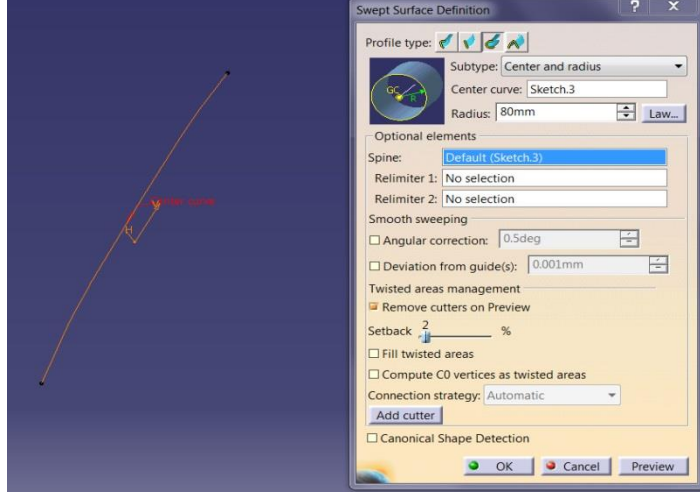 Swept Surface Definition
? X
Profile type:
Subtype: Center and radius
GC R
Center curve: Sketch.3
Radius: 80mm Law...
Optional elements
Spine: Default (Sketch.3)
Relimiter 1: No selection
Relimiter 2: No selection
Smooth sweeping
Angular correction: 0.5deg
Deviation from guide(s): 0.001mm
Twisted areas management
Remove cutters on Preview
Setback 2 %
Fill twisted areas
Compute C0 vertices as twisted areas
Connection strategy: Automatic
Add cutter
Canonical Shape Detection
OK Cancel Preview
V
H